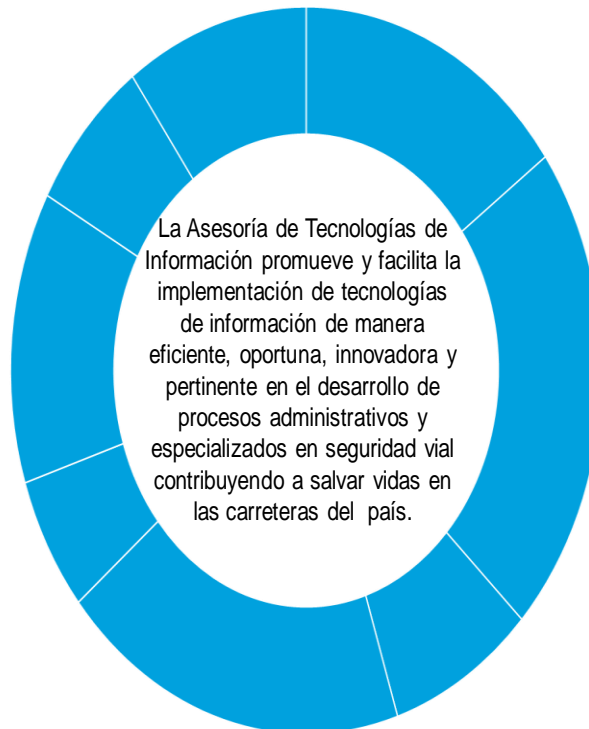 La Asesoría de Tecnologías de
Información promueve y facilita la
implementación de tecnologías
de información de manera
eficiente, oportuna, innovadora y
pertinente en el desarrollo de
procesos administrativos y
especializados en seguridad vial
contribuyendo a salvar vidas en
las carreteras del país.